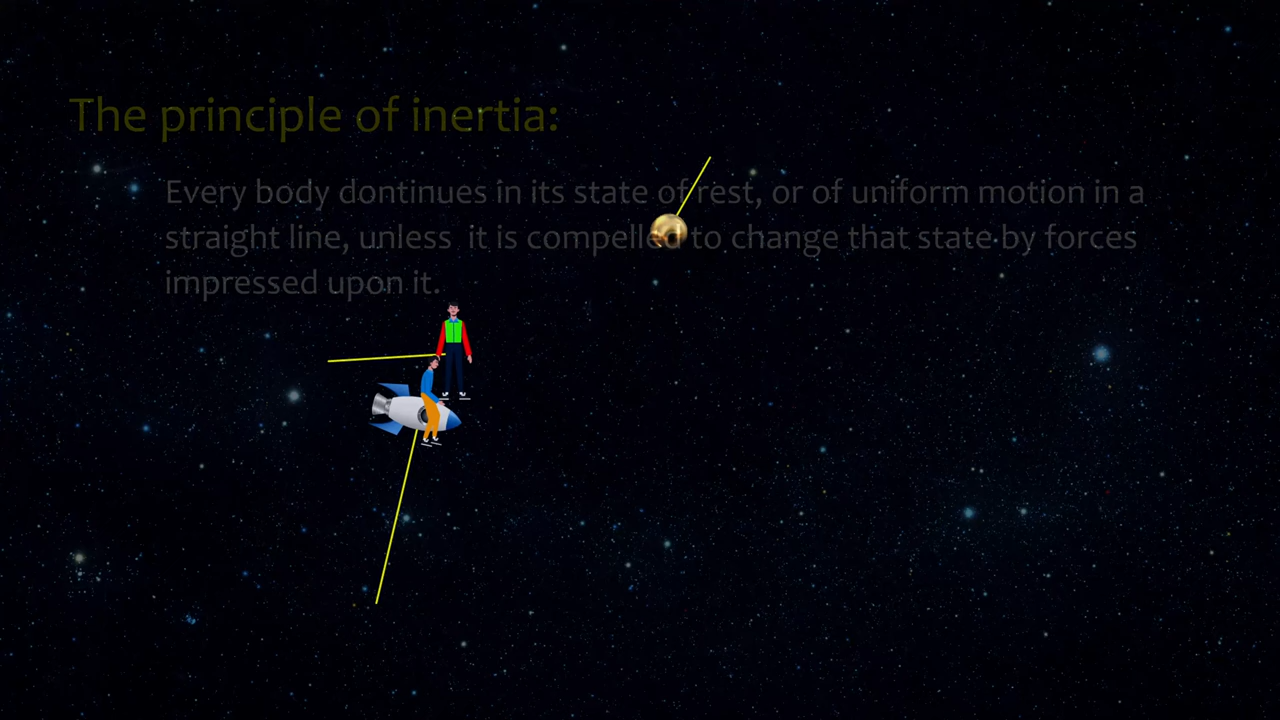 The principle of inertia:
Every body dontinues in its state of rest, or of uniform motion in a
straight line, unless it is compelled to change that state by forces
impressed upon it.